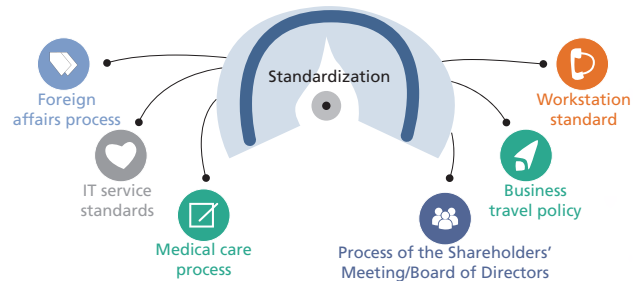 Standardization
Foreign
affairs process
IT service
standards
Medical care
process
Process of the Shareholders’
Meeting/Board of Directors
Business
travel policy
Workstation
standard